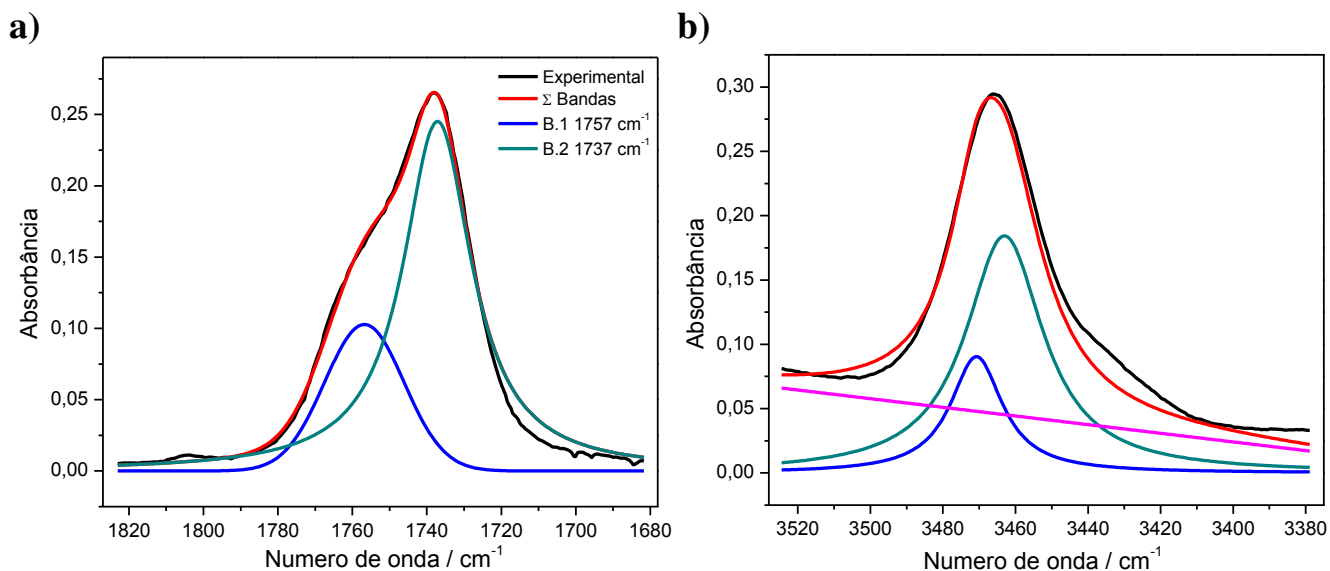 a)
Absorbância
0,25
0,20
0,15
0,10
0,05
0,00
Experimental
Σ Bandas
B.1 1757 cm⁻¹
B.2 1737 cm⁻¹
1820 1800 1780 1760 1740 1720 1700 1680
Numero de onda / cm⁻¹
b)
Absorbância
0,30
0,25
0,20
0,15
0,10
0,05
0,00
3520 3500 3480 3460 3440 3420 3400 3380
Numero de onda / cm⁻¹